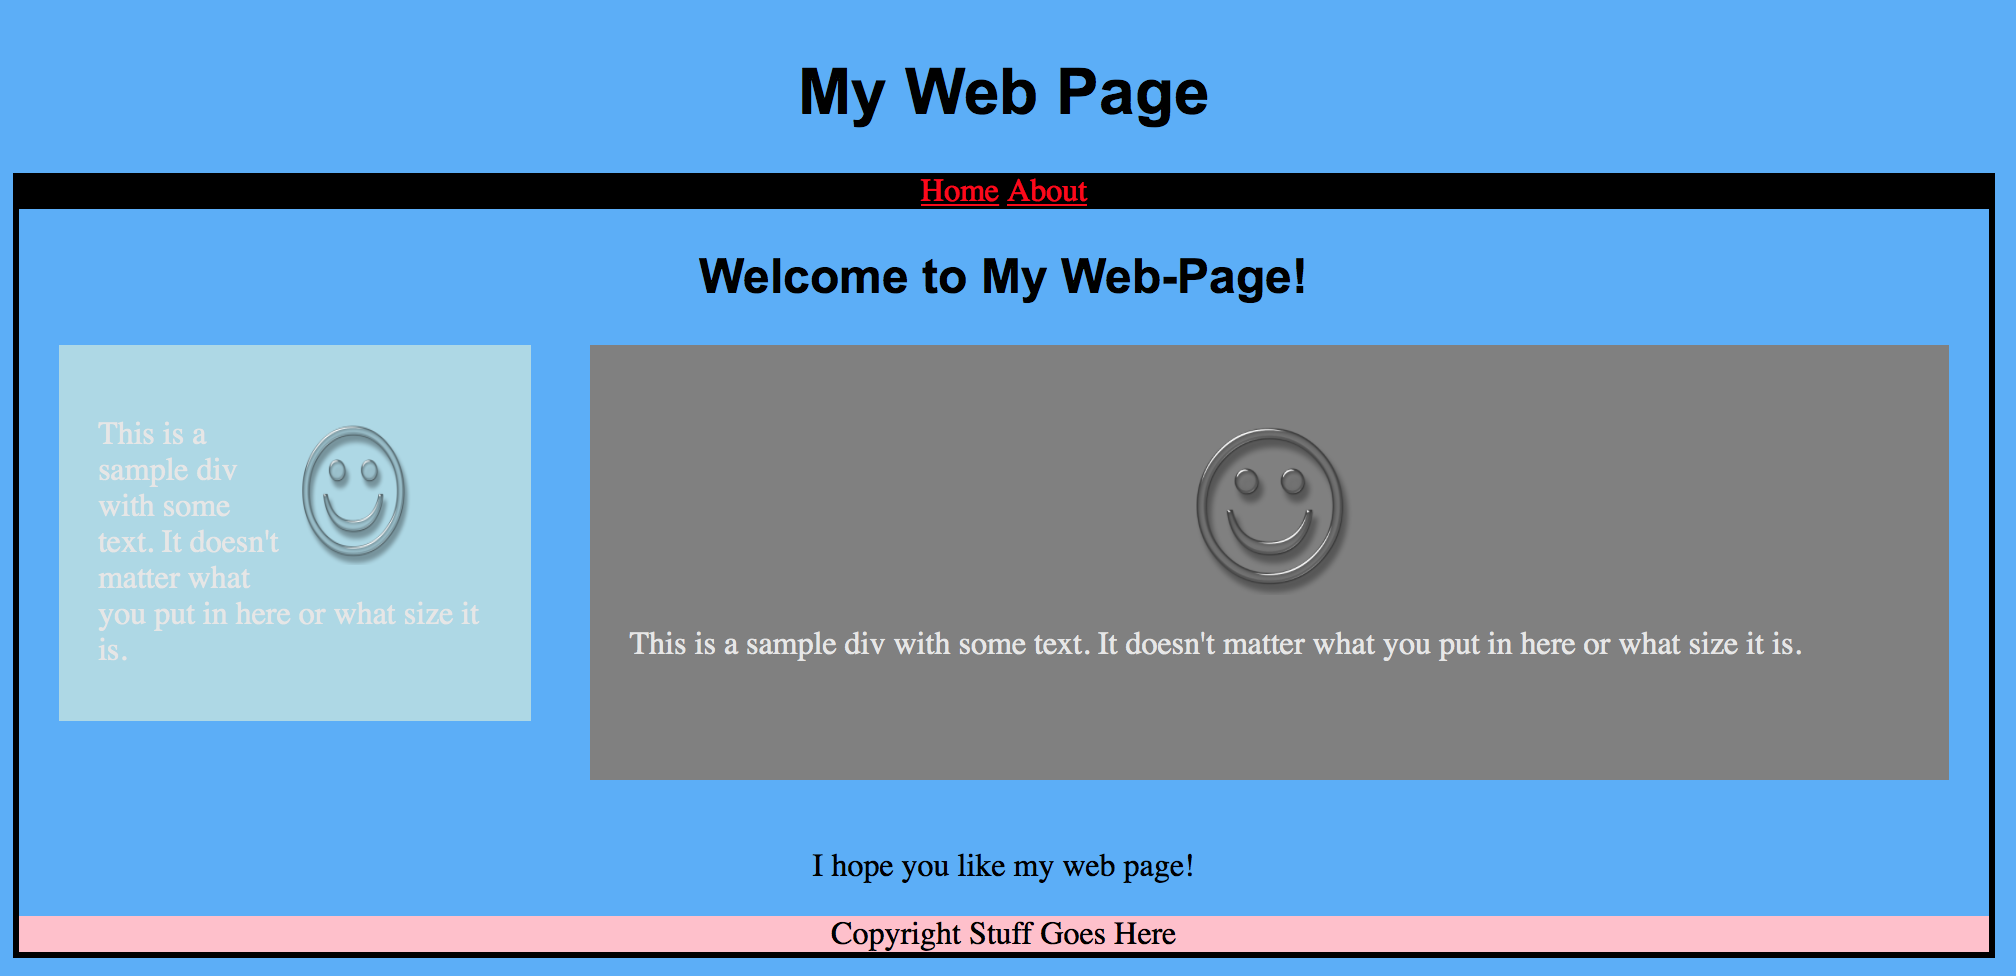 My Web Page
Home About
Welcome to My Web-Page!
This is a
sample div
with some
text. It doesn't
matter what
you put in here or what size it
is.
This is a sample div with some text. It doesn't matter what you put in here or what size it is.
I hope you like my web page!
Copyright Stuff Goes Here